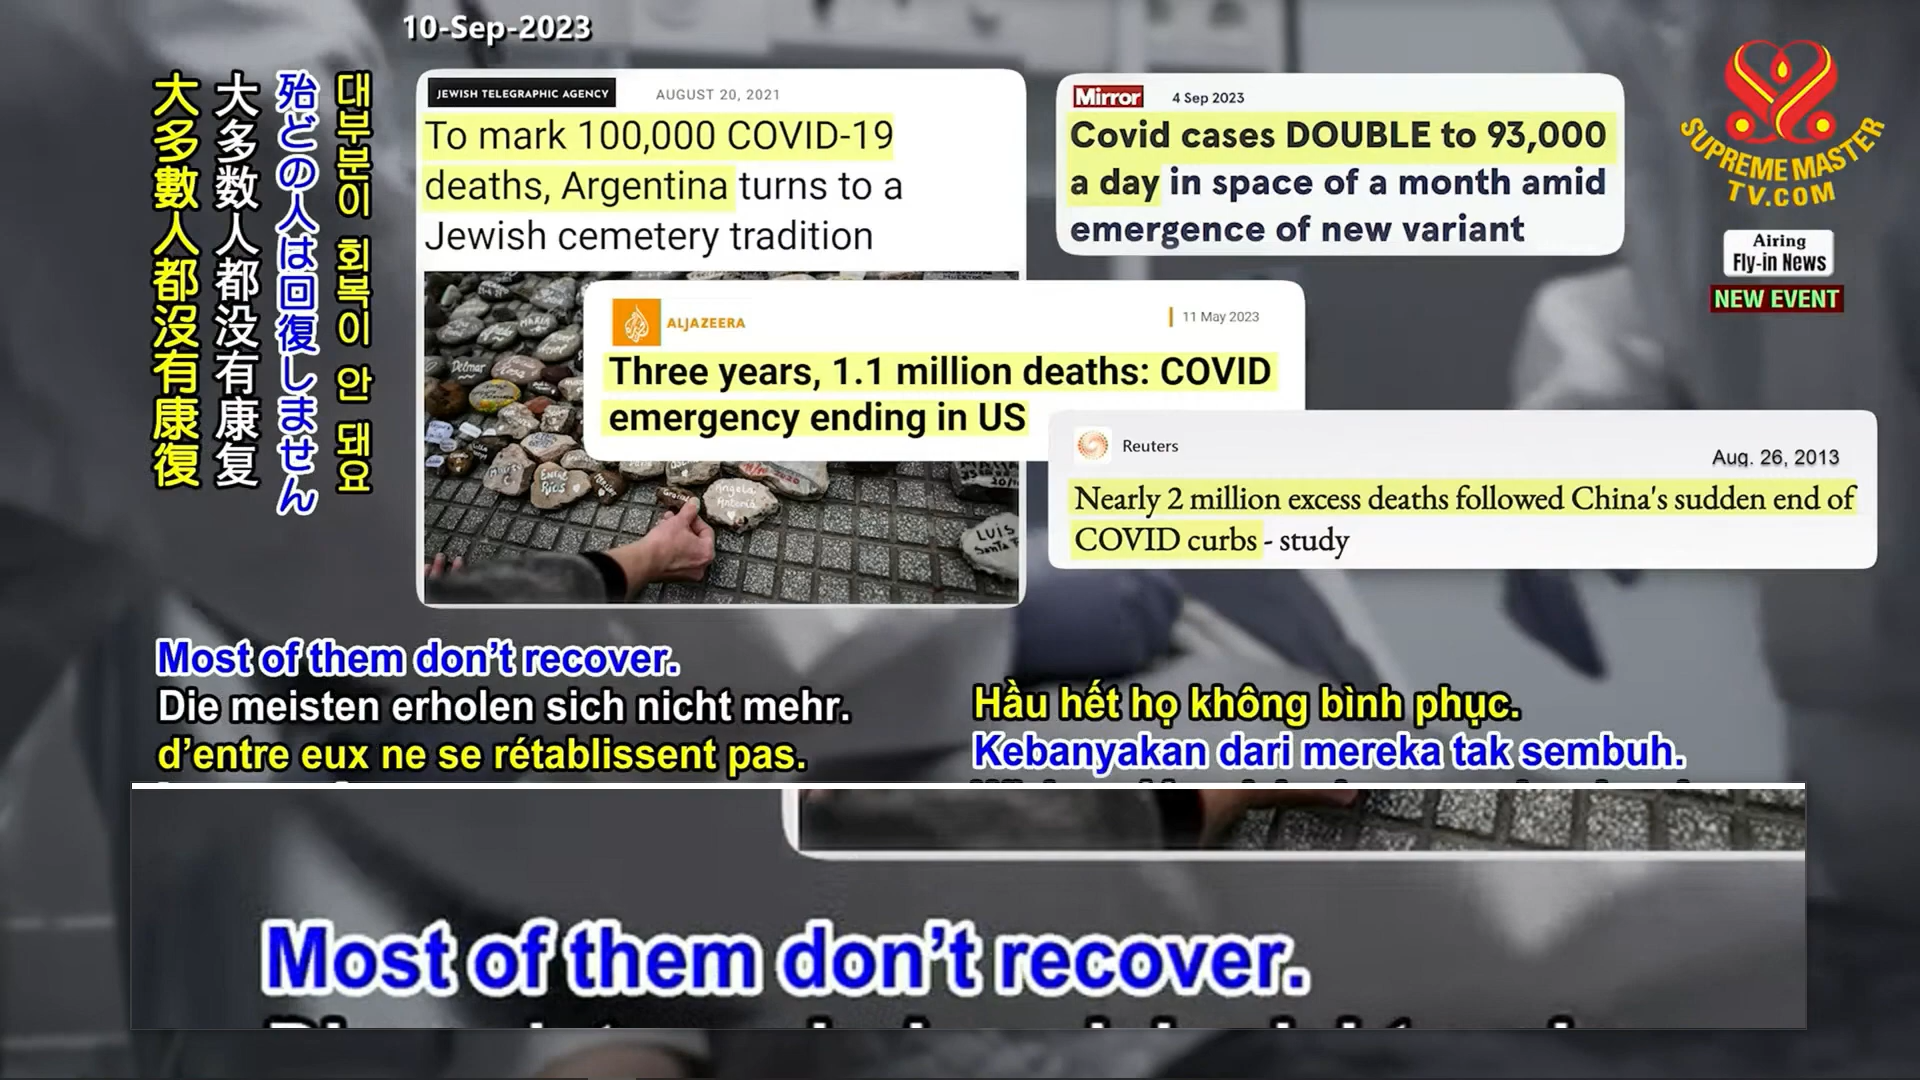 10-Sep-2023
大多數人都沒有康復
大多数人都没有康复
殆どの人は回復しません
대부분이 회복이 안 돼요
JEWISH TELEGRAPHIC AGENCY
AUGUST 20, 2021
To mark 100,000 COVID-19
deaths, Argentina turns to a
Jewish cemetery tradition
Mirror
4 Sep 2023
Covid cases DOUBLE to 93,000
a day in space of a month amid
emergence of new variant
SUPREME MASTER
TV.COM
Airing
Fly-in News
NEW EVENT
ALJAZEERA
11 May 2023
Three years, 1.1 million deaths: COVID
emergency ending in US
Reuters
Aug. 26, 2013
Nearly 2 million excess deaths followed China's sudden end of
COVID curbs - study
Delmar
Angela
LUIS
Most of them don't recover.
Die meisten erholen sich nicht mehr.
d'entre eux ne se rétablissent pas.
Hầu hết họ không bình phục.
Kebanyakan dari mereka tak sembuh.
Most of them don't recover.